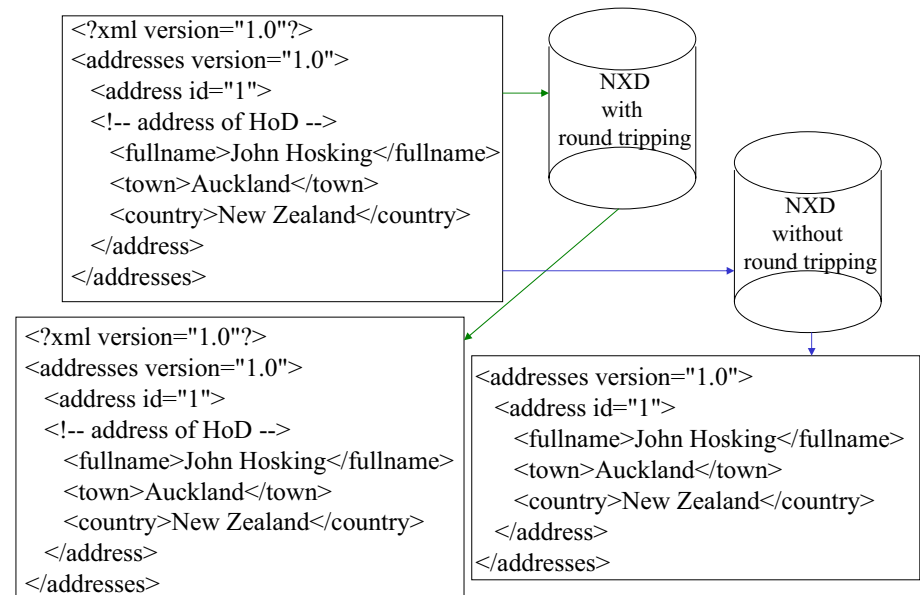 <?xml version="1.0"?>
<addresses version="1.0">
<address id="1">
<!-- address of HoD -->
<fullname>John Hosking</fullname>
<town>Auckland</town>
<country>New Zealand</country>
</address>
</addresses>
NXD
with
round tripping
NXD
without
round tripping
<?xml version="1.0"?>
<addresses version="1.0">
<address id="1">
<!-- address of HoD -->
<fullname>John Hosking</fullname>
<town>Auckland</town>
<country>New Zealand</country>
</address>
</addresses>
<addresses version="1.0">
<address id="1">
<fullname>John Hosking</fullname>
<town>Auckland</town>
<country>New Zealand</country>
</address>
</addresses>